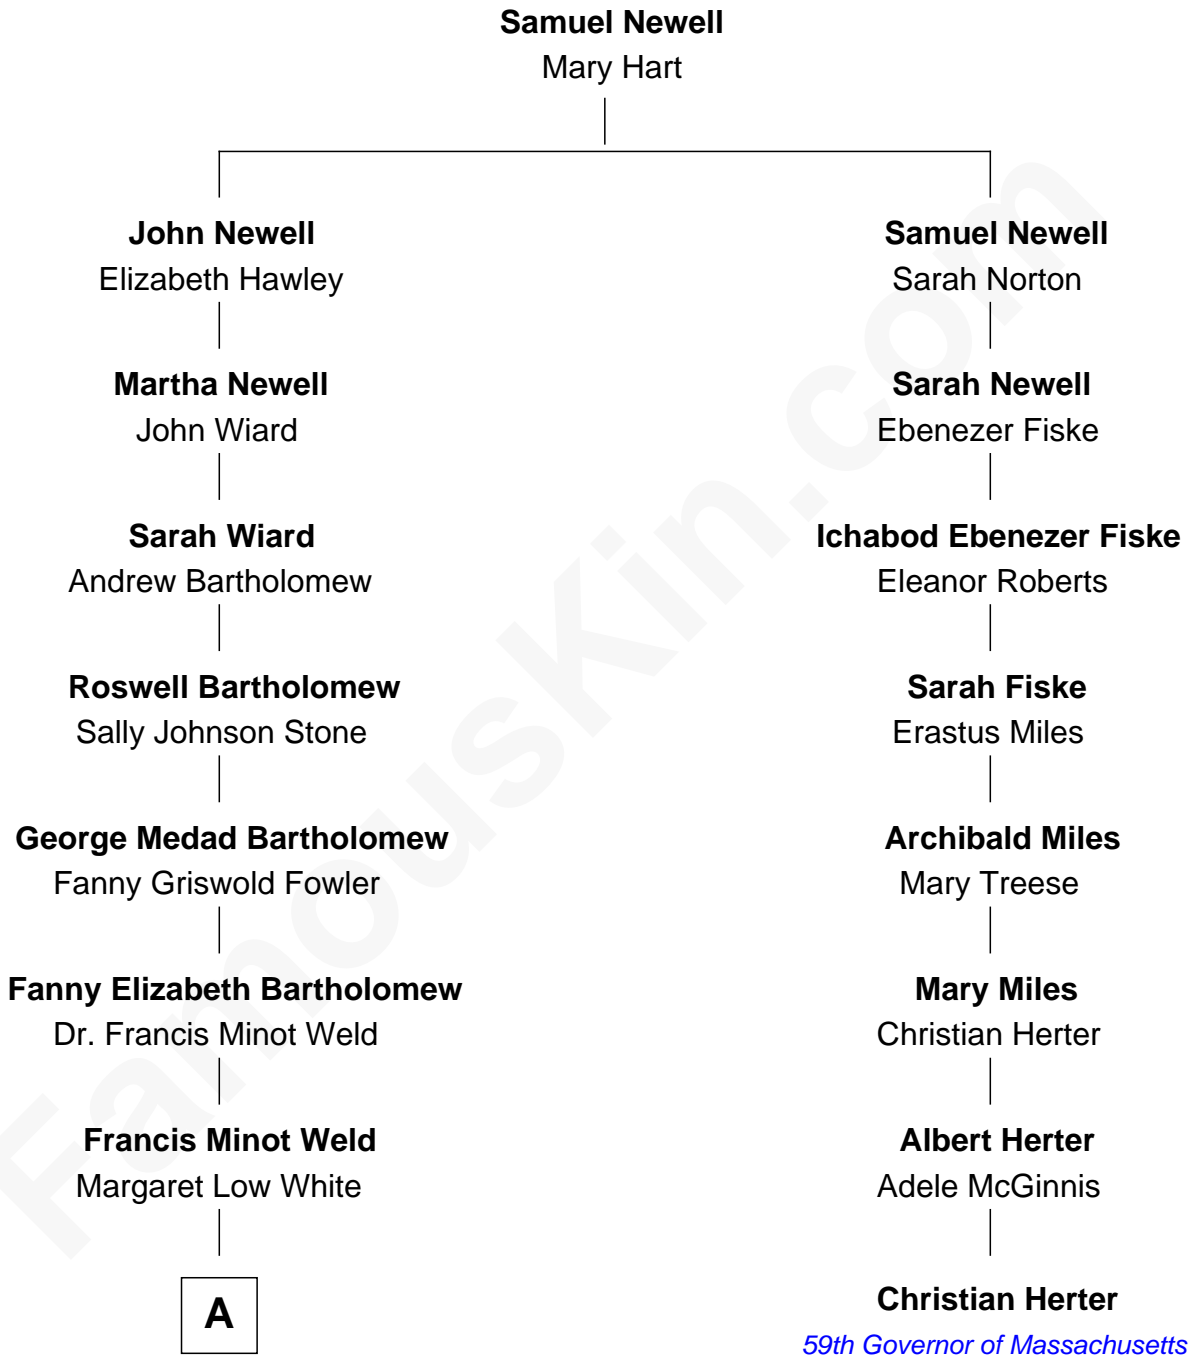 Samuel Newell
Mary Hart
John Newell
Elizabeth Hawley
Samuel Newell
Sarah Norton
Martha Newell
John Wiard
Sarah Newell
Ebenezer Fiske
Sarah Wiard
Andrew Bartholomew
Ichabod Ebenezer Fiske
Eleanor Roberts
Roswell Bartholomew
Sally Johnson Stone
Sarah Fiske
Erastus Miles
George Medad Bartholomew
Fanny Griswold Fowler
Archibald Miles
Mary Treese
Fanny Elizabeth Bartholomew
Dr. Francis Minot Weld
Mary Miles
Christian Herter
Francis Minot Weld
Margaret Low White
Albert Herter
Adele McGinnis
A
Christian Herter
59th Governor of Massachusetts
FamousKin.com